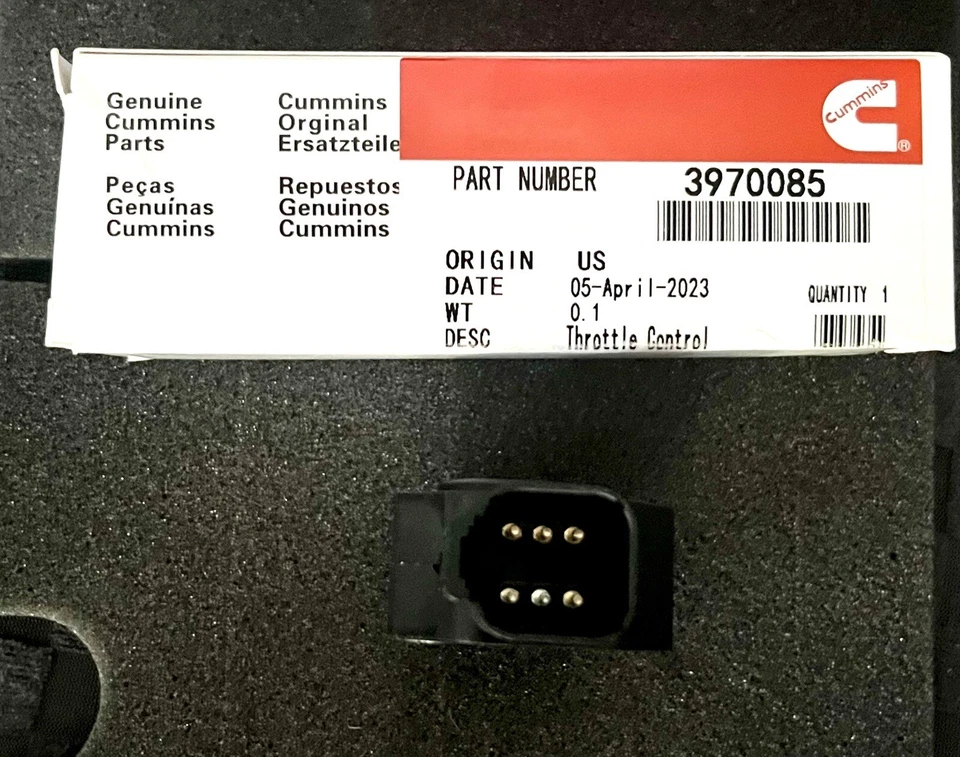 Genuine
Cummins
Parts
Cummins
Orginal
Ersatzteile
Peças
Genuínas
Cummins
Repuestos
Genuinos
Cummins
Cummins
®
PART NUMBER 3970085
ORIGIN US
DATE 05-April-2023
WT 0.1
DESC Throttle Control
QUANTITY 1